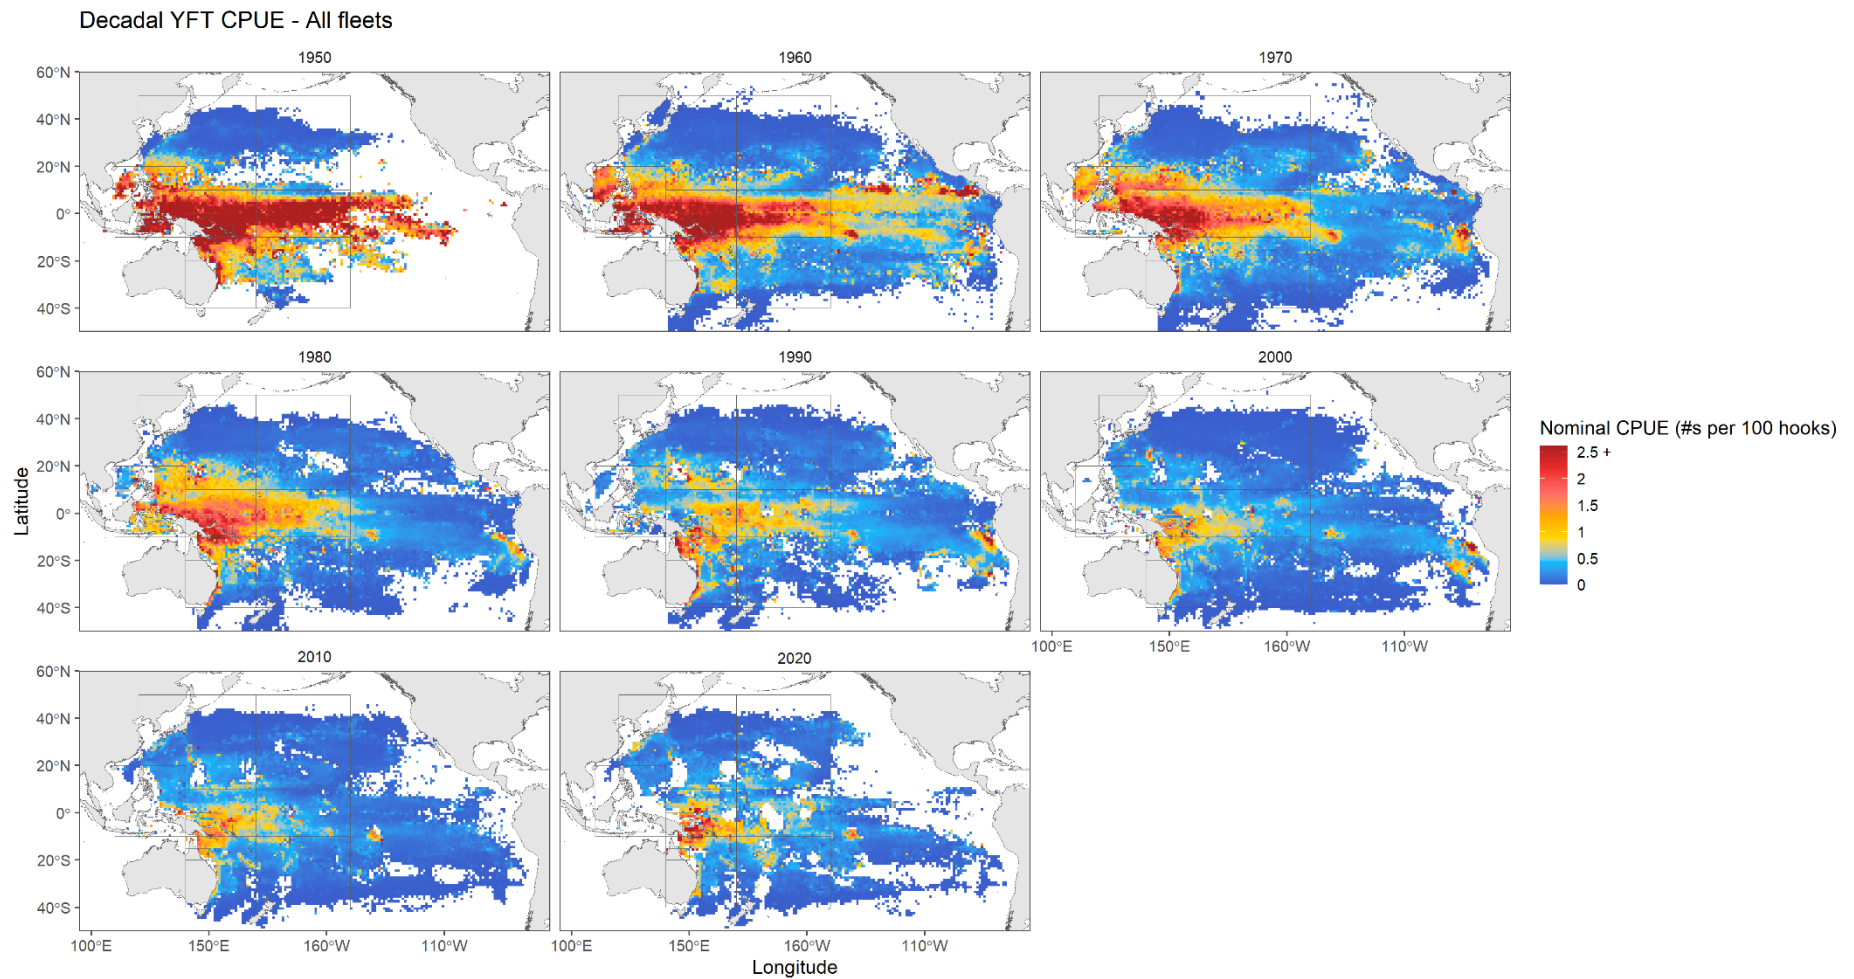 Decadal YFT CPUE - All fleets
1950
1960
1970
60°N
40°N
20°N
0°
20°S
40°S
1980
1990
2000
60°N
40°N
20°N
0°
20°S
40°S
Latitude
Nominal CPUE (#s per 100 hooks)
2.5 +
2
1.5
1
0.5
0
100°E
150°E
160°W
110°W
2010
2020
60°N
40°N
20°N
0°
20°S
40°S
100°E
150°E
160°W
110°W
100°E
150°E
160°W
110°W
Longitude